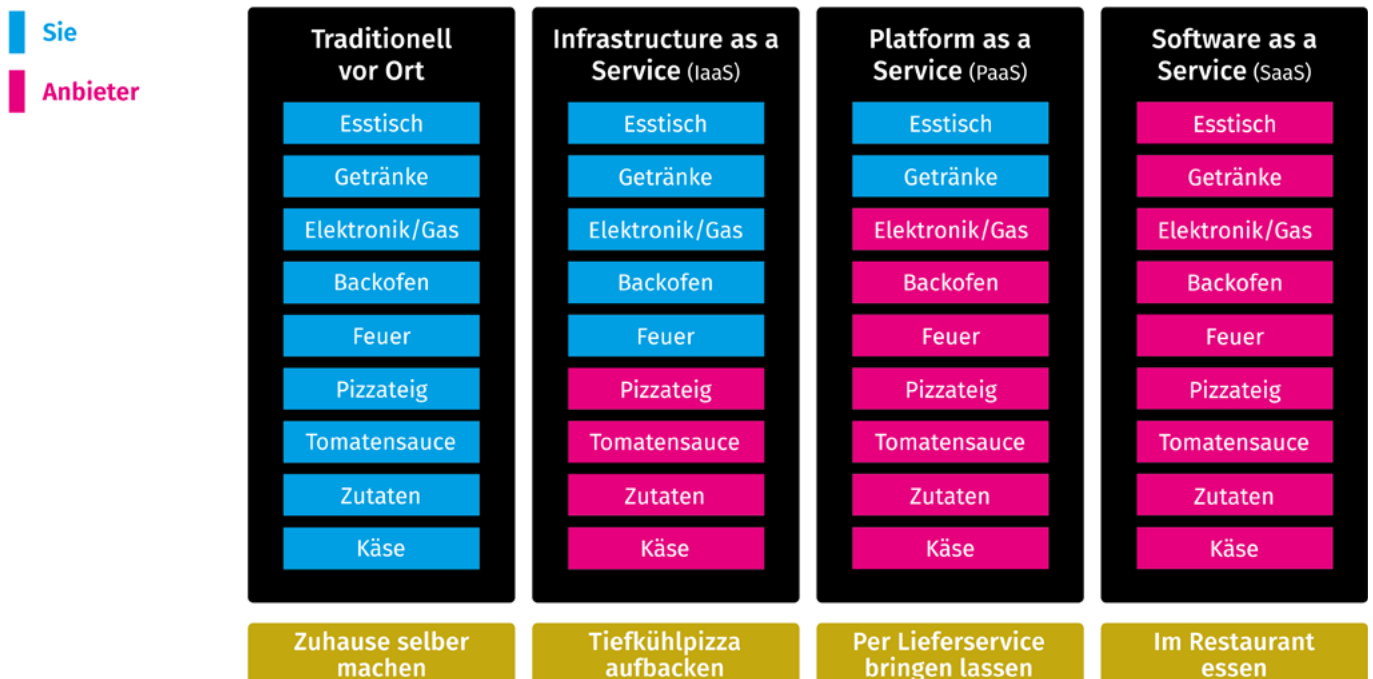 Sie
Anbieter
Traditionell
vor Ort
Esstisch
Getränke
Elektronik/Gas
Backofen
Feuer
Pizzateig
Tomatensauce
Zutaten
Käse
Zuhause selber
machen
Infrastructure as a
Service (IaaS)
Esstisch
Getränke
Elektronik/Gas
Backofen
Feuer
Pizzateig
Tomatensauce
Zutaten
Käse
Tiefkühlpizza
aufbacken
Platform as a
Service (PaaS)
Esstisch
Getränke
Elektronik/Gas
Backofen
Feuer
Pizzateig
Tomatensauce
Zutaten
Käse
Per Lieferservice
bringen lassen
Software as a
Service (SaaS)
Esstisch
Getränke
Elektronik/Gas
Backofen
Feuer
Pizzateig
Tomatensauce
Zutaten
Käse
Im Restaurant
essen